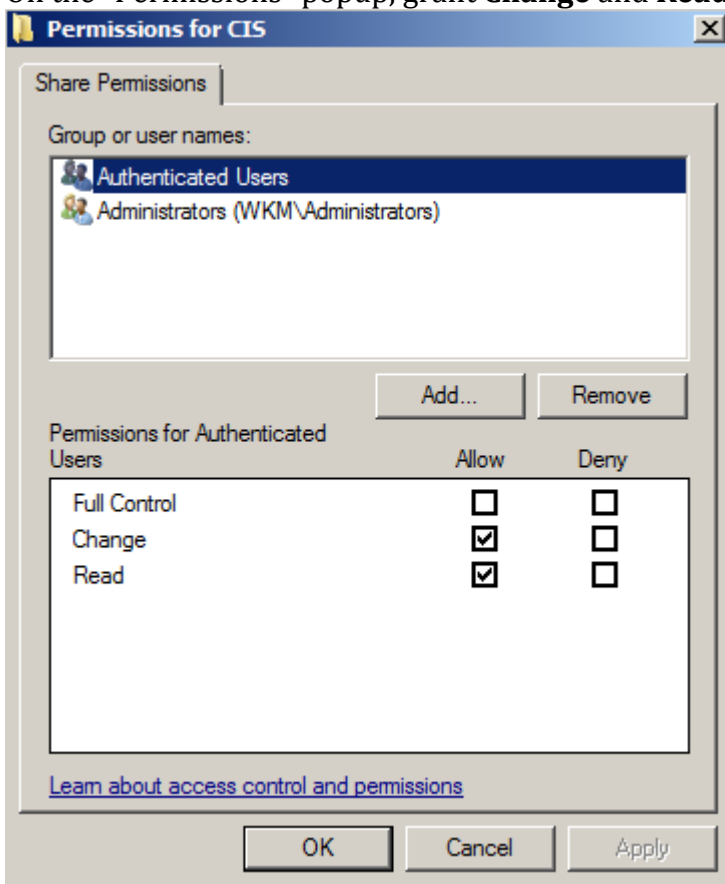 On the "Permissions" popup, grant Change and Read
Permissions for CIS
Share Permissions
Group or user names:
Authenticated Users
Administrators (WKM\Administrators)
Add... Remove
Permissions for Authenticated
Users Allow Deny
Full Control
Change
Read
Learn about access control and permissions
OK Cancel Apply